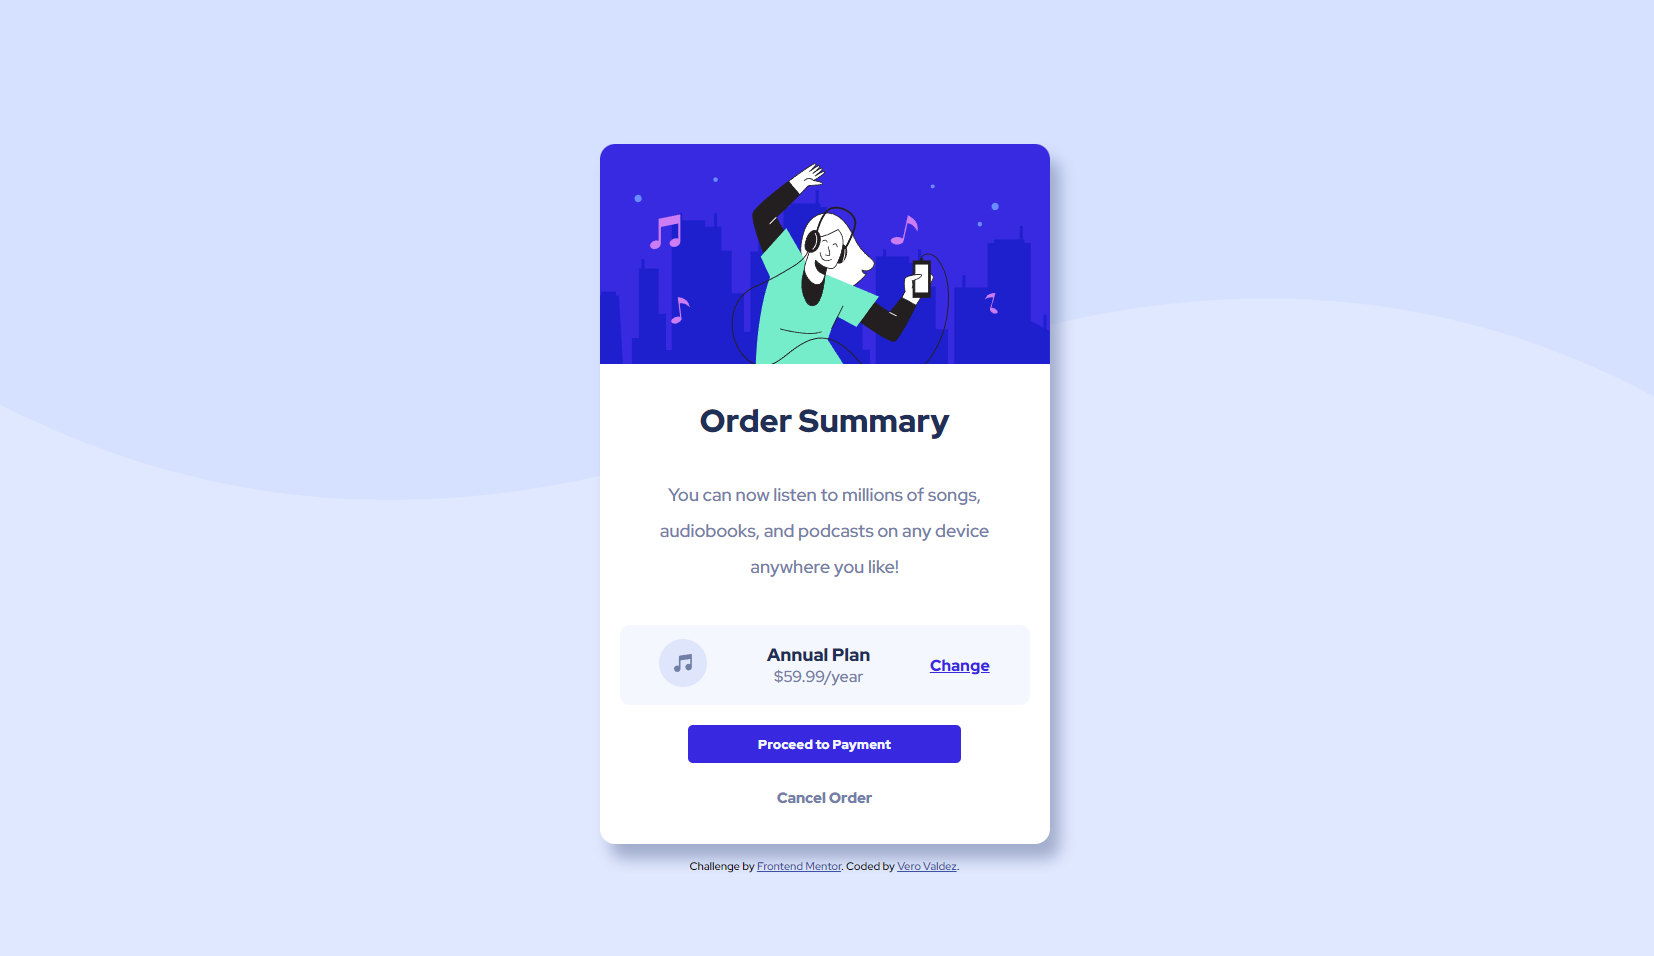 Order Summary
You can now listen to millions of songs,
audiobooks, and podcasts on any device
anywhere you like!
Annual Plan
$59.99/year
Change
Proceed to Payment
Cancel Order
Challenge by Frontend Mentor. Coded by Vero Valdez.